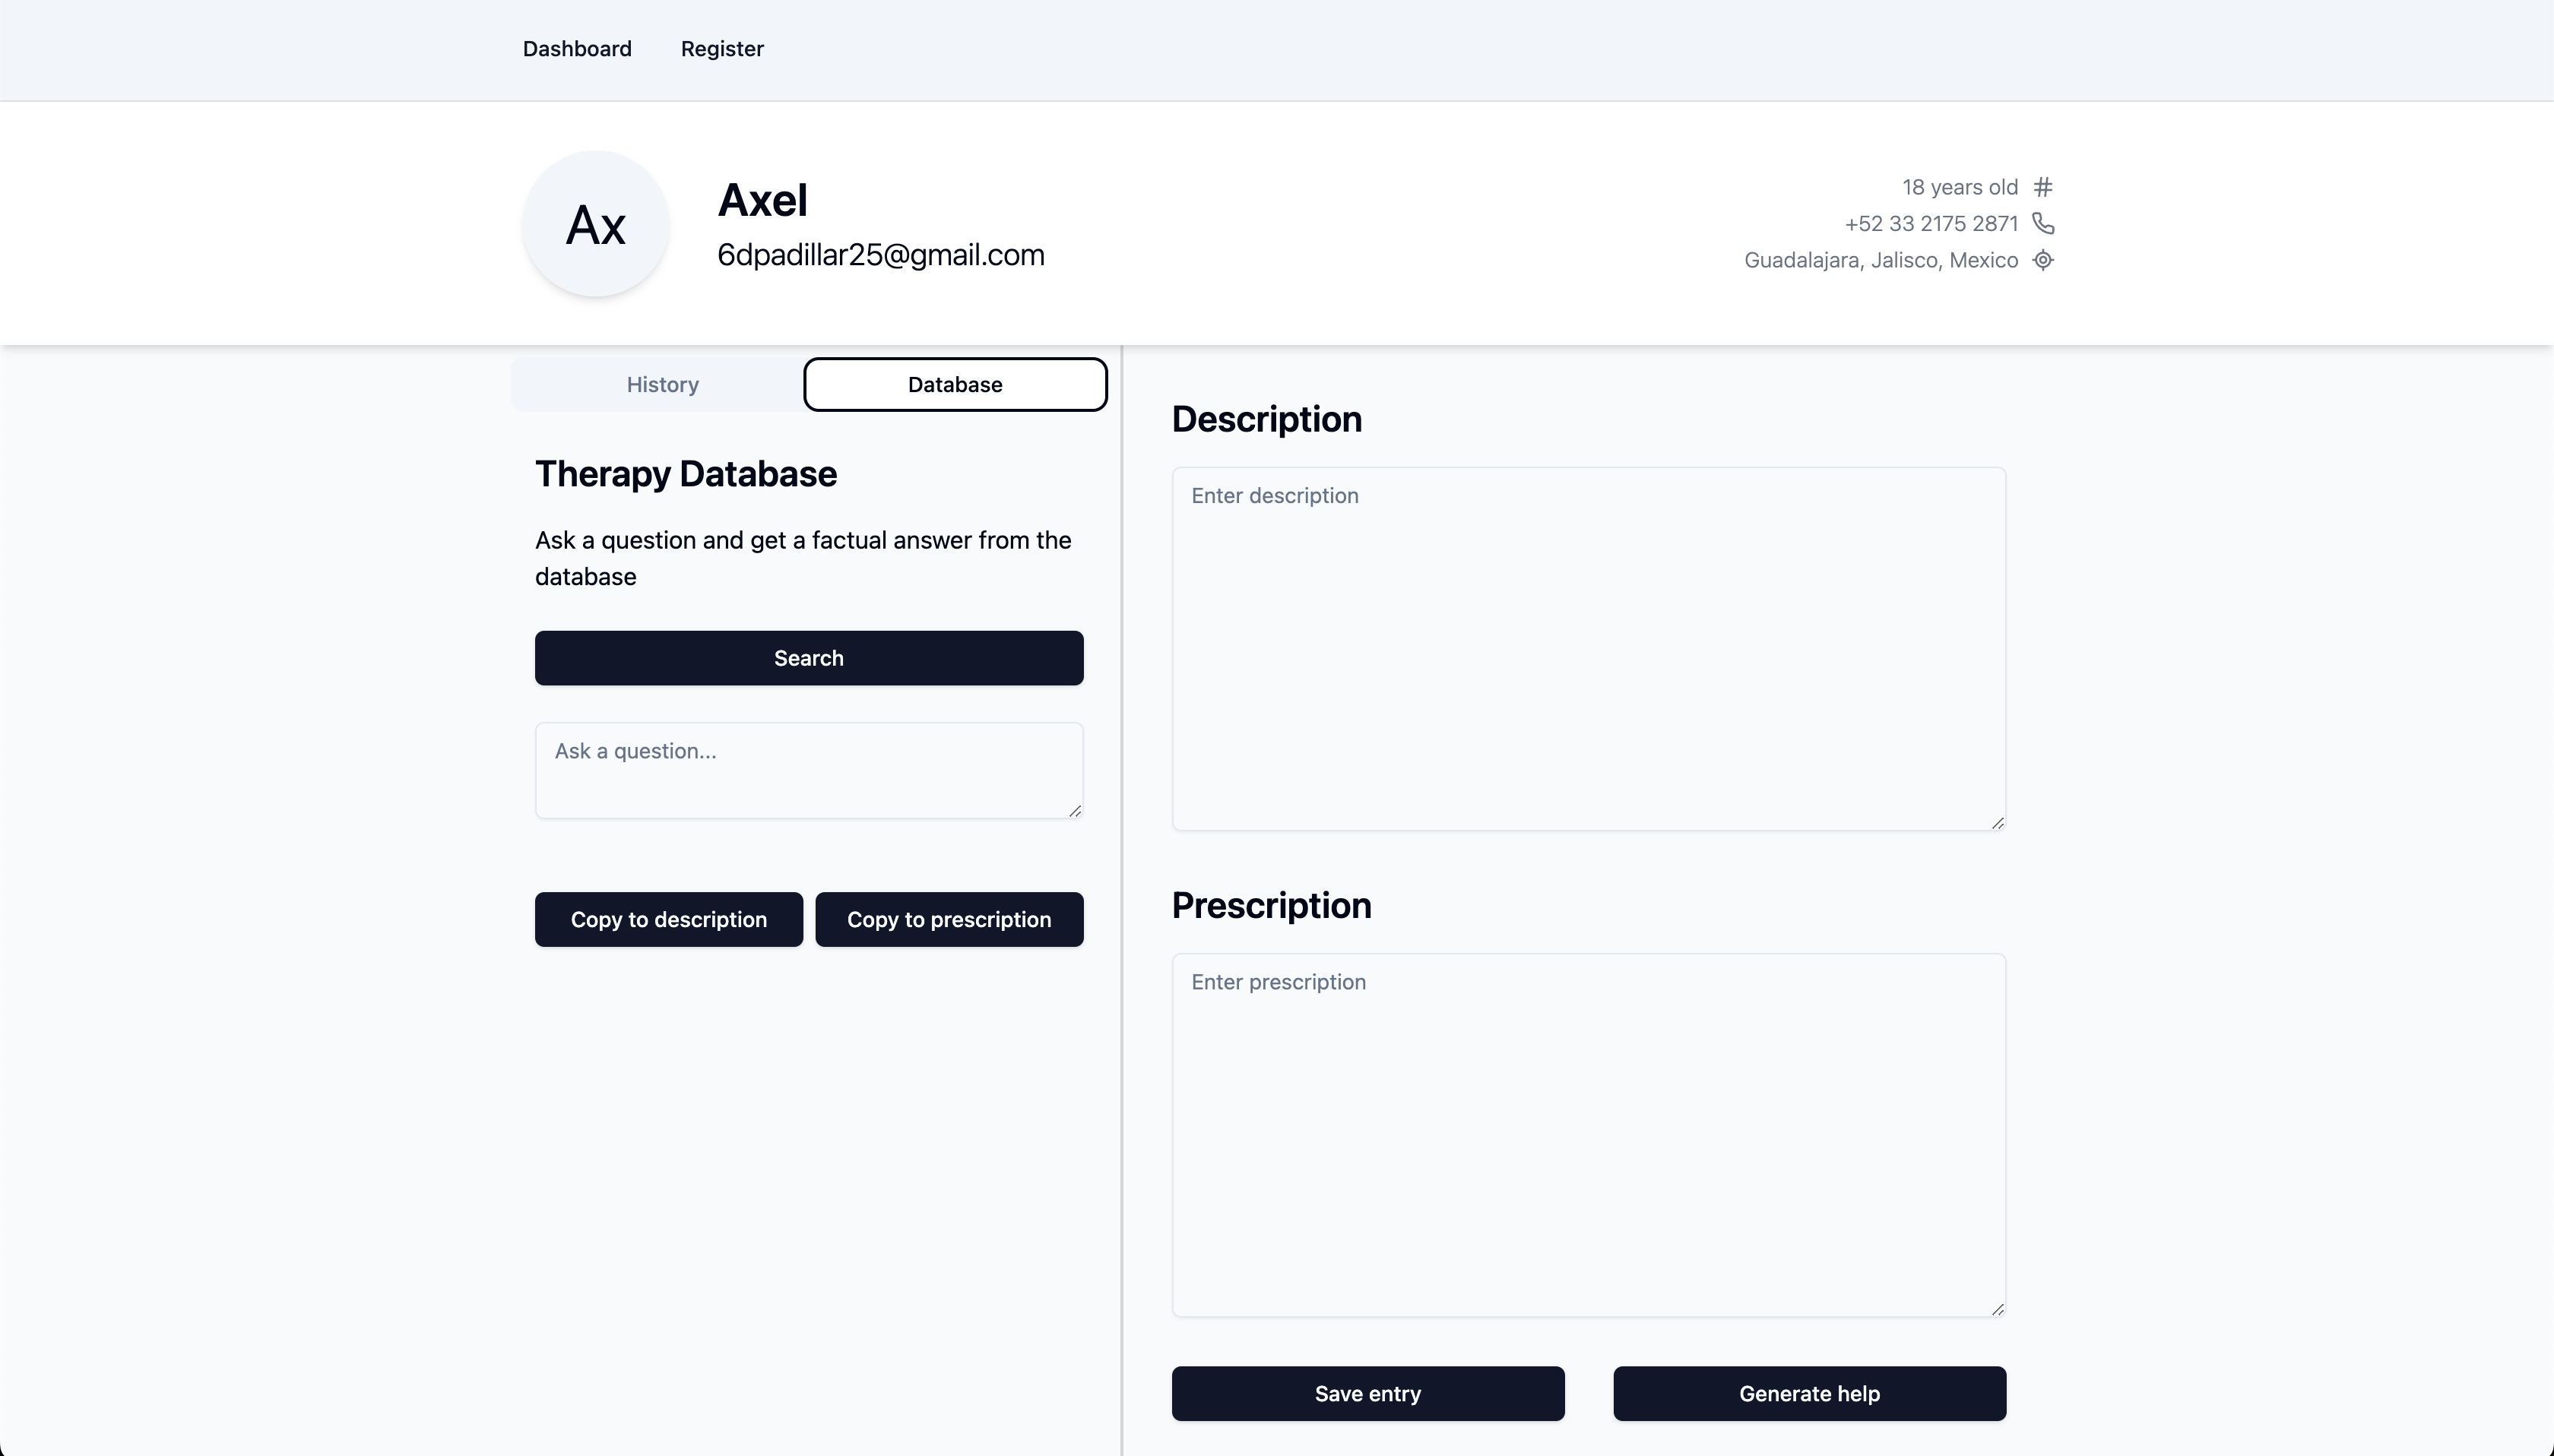 Dashboard Register
Ax
Axel
6dpadillar25@gmail.com
18 years old
+52 33 2175 2871
Guadalajara, Jalisco, Mexico
History Database
Therapy Database
Ask a question and get a factual answer from the
database
Search
Ask a question...
Copy to description Copy to prescription
Description
Enter description
Prescription
Enter prescription
Save entry Generate help